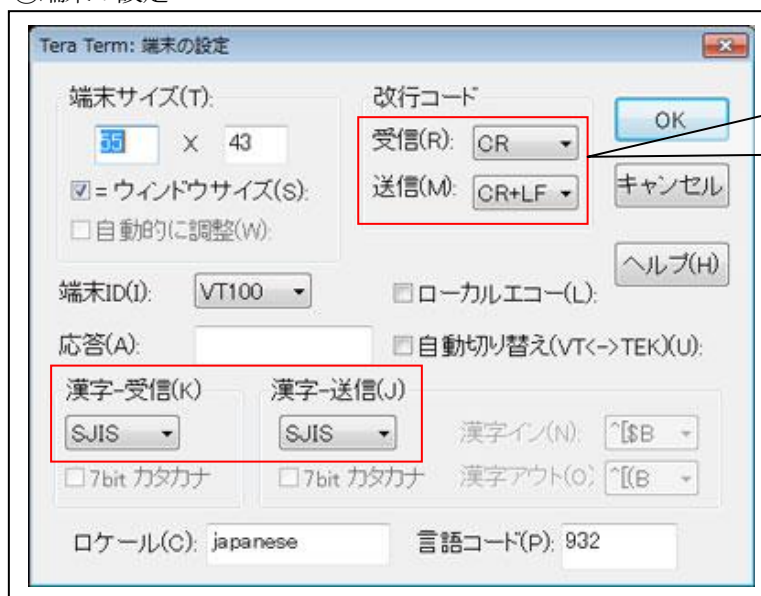 Tera Term: 端末の設定
端末サイズ(T):
X 43
=ウィンドウサイズ(S):
自動的に調整(W):
改行コード
受信(R): CR
送信(M): CR+LF
OK
キャンセル
ヘルプ(H)
端末ID(I): VT100
ローカルエコー(L):
応答(A):
自動切り替え(VT<->TEK)(U):
漢字-受信(K)
SJIS
7bit カタカナ
漢字-送信(J)
SJIS
7bit カタカナ
漢字イン(N): ^[$B
漢字アウト(O): ^[(B
ロケール(C): japanese
言語コード(P): 932